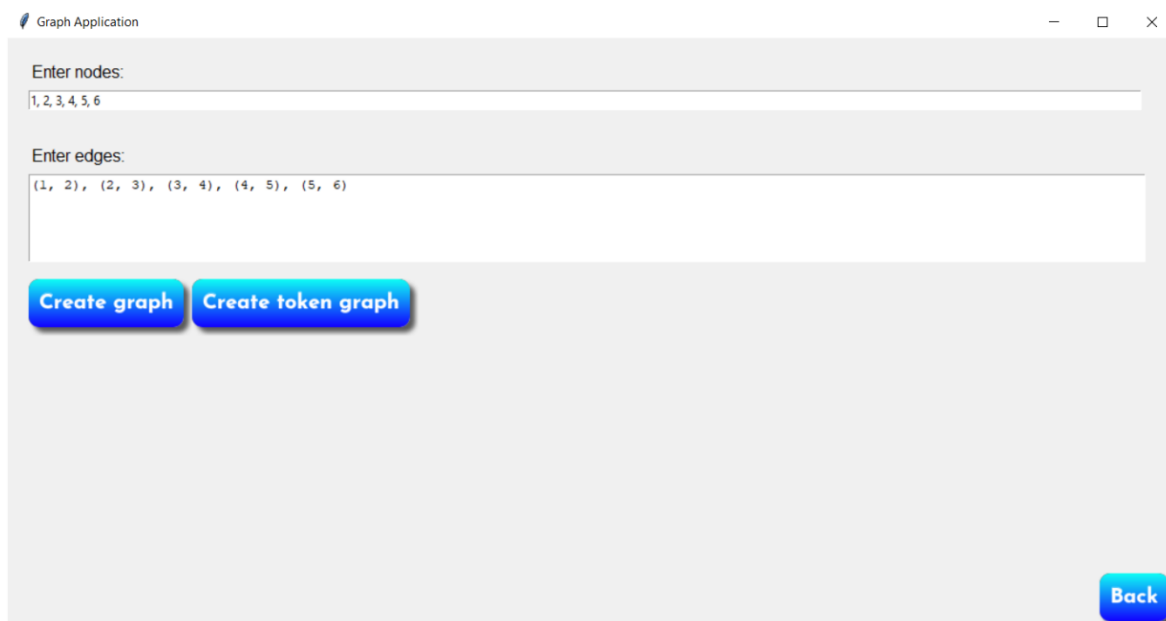 Graph Application
Enter nodes:
1, 2, 3, 4, 5, 6
Enter edges:
(1, 2), (2, 3), (3, 4), (4, 5), (5, 6)
Create graph Create token graph
Back